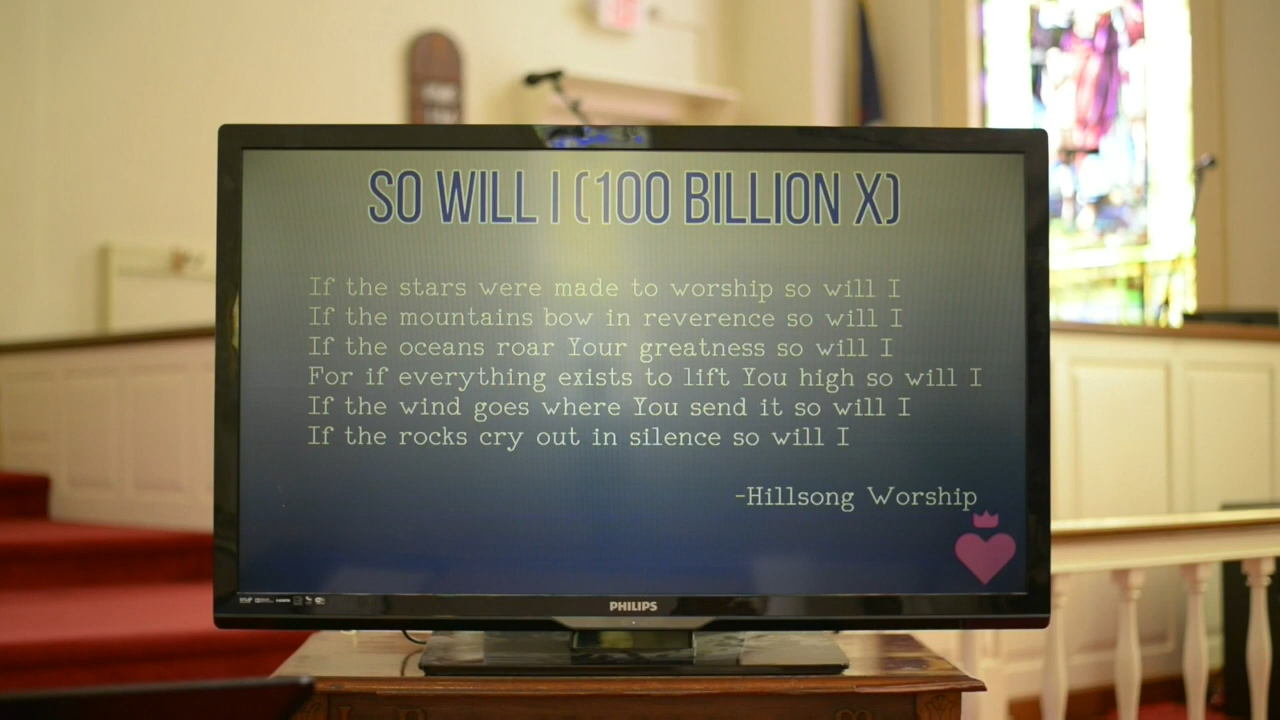 SO WILL I (100 BILLION X)
If the stars were made to worship so will I
If the mountains bow in reverence so will I
If the oceans roar Your greatness so will I
For if everything exists to lift You high so will I
If the wind goes where You send it so will I
If the rocks cry out in silence so will I
-Hillsong Worship
PHILIPS